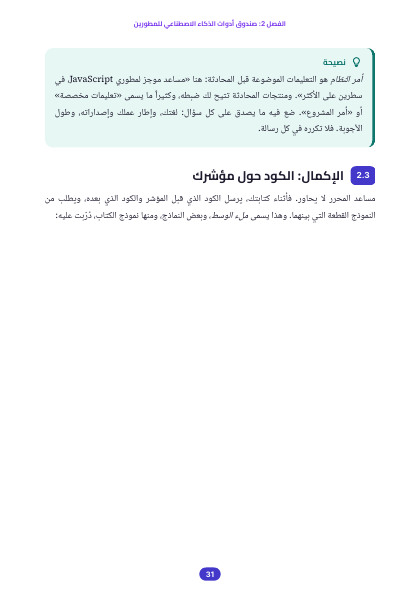 الفصل 2: صندوق أدوات الذكاء الاصطناعي للمطورين
نصيحة
أمر النظام هو التعليمات الموضوعة قبل المحادثة: هنا «مساعد موجز لمطوري JavaScript في
سطرين على الأكثر». ومنتجات المحادثة تتيح لك ضبطه، وكثيراً ما يسمى «تعليمات مخصصة»
أو «أمر المشروع». ضع فيه ما يصدق على كل سؤال: لغتك، وإطار عملك وإصداراته، وطول
الأجوبة. فلا تكرره في كل رسالة.
2.3 الإكمال: الكود حول مؤشرك
مساعد المحرر لا يحاور. فأثناء كتابتك، يرسل الكود الذي قبل المؤشر والكود الذي بعده، ويطلب من
النموذج القطعة التي بينهما. وهذا يسمى ملء الوسط، وبعض النماذج، ومنها نموذج الكتاب، دُرّبت عليه:
31